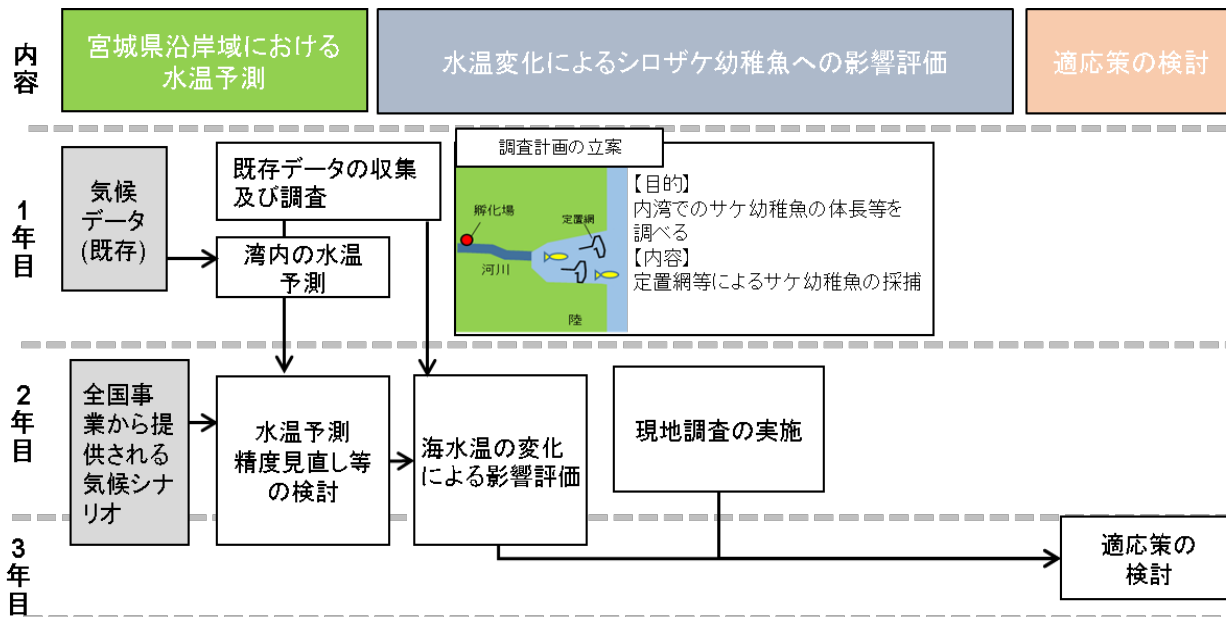 内容
宮城県沿岸域における
水温予測
水温変化によるシロザケ幼稚魚への影響評価
適応策の検討
1年目
気候
データ
(既存)
既存データの収集
及び調査
湾内の水温
予測
調査計画の立案
孵化場
定置網
河川
陸
【目的】
内湾でのサケ幼稚魚の体長等を
調べる
【内容】
定置網等によるサケ幼稚魚の採捕
2年目
全国事
業から提
供される
気候シナ
リオ
水温予測
精度見直し等
の検討
海水温の変化
による影響評価
現地調査の実施
3年目
適応策の
検討